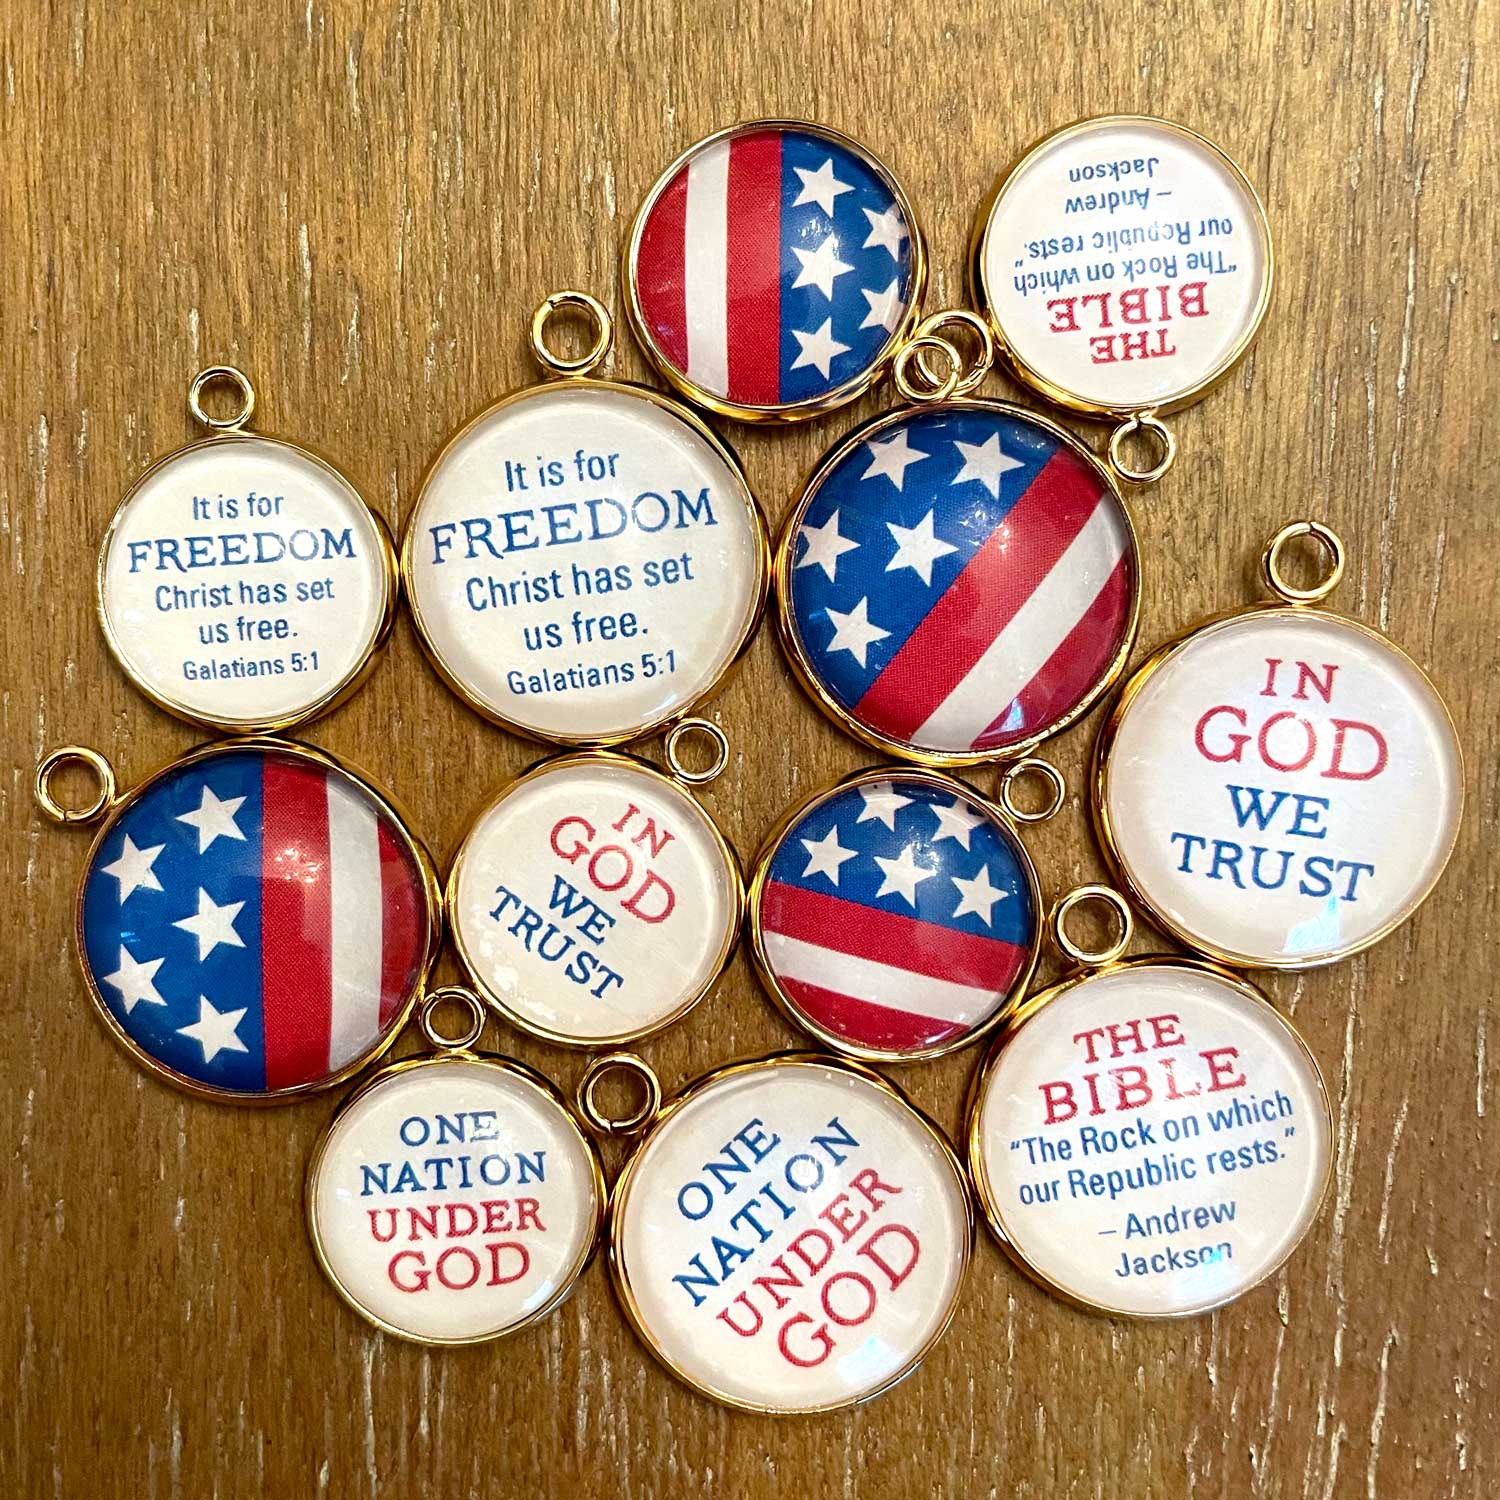 THE
BIBLE
"The Rock on which
our Republic rests."
– Andrew
Jackson
It is for
FREEDOM
Christ has set
us free.
Galatians 5:1
It is for
FREEDOM
Christ has set
us free.
Galatians 5:1
IN
GOD
WE
TRUST
IN
GOD
WE
TRUST
ONE
NATION
UNDER
GOD
ONE
NATION
UNDER
GOD
THE
BIBLE
"The Rock on which
our Republic rests."
– Andrew
Jackson